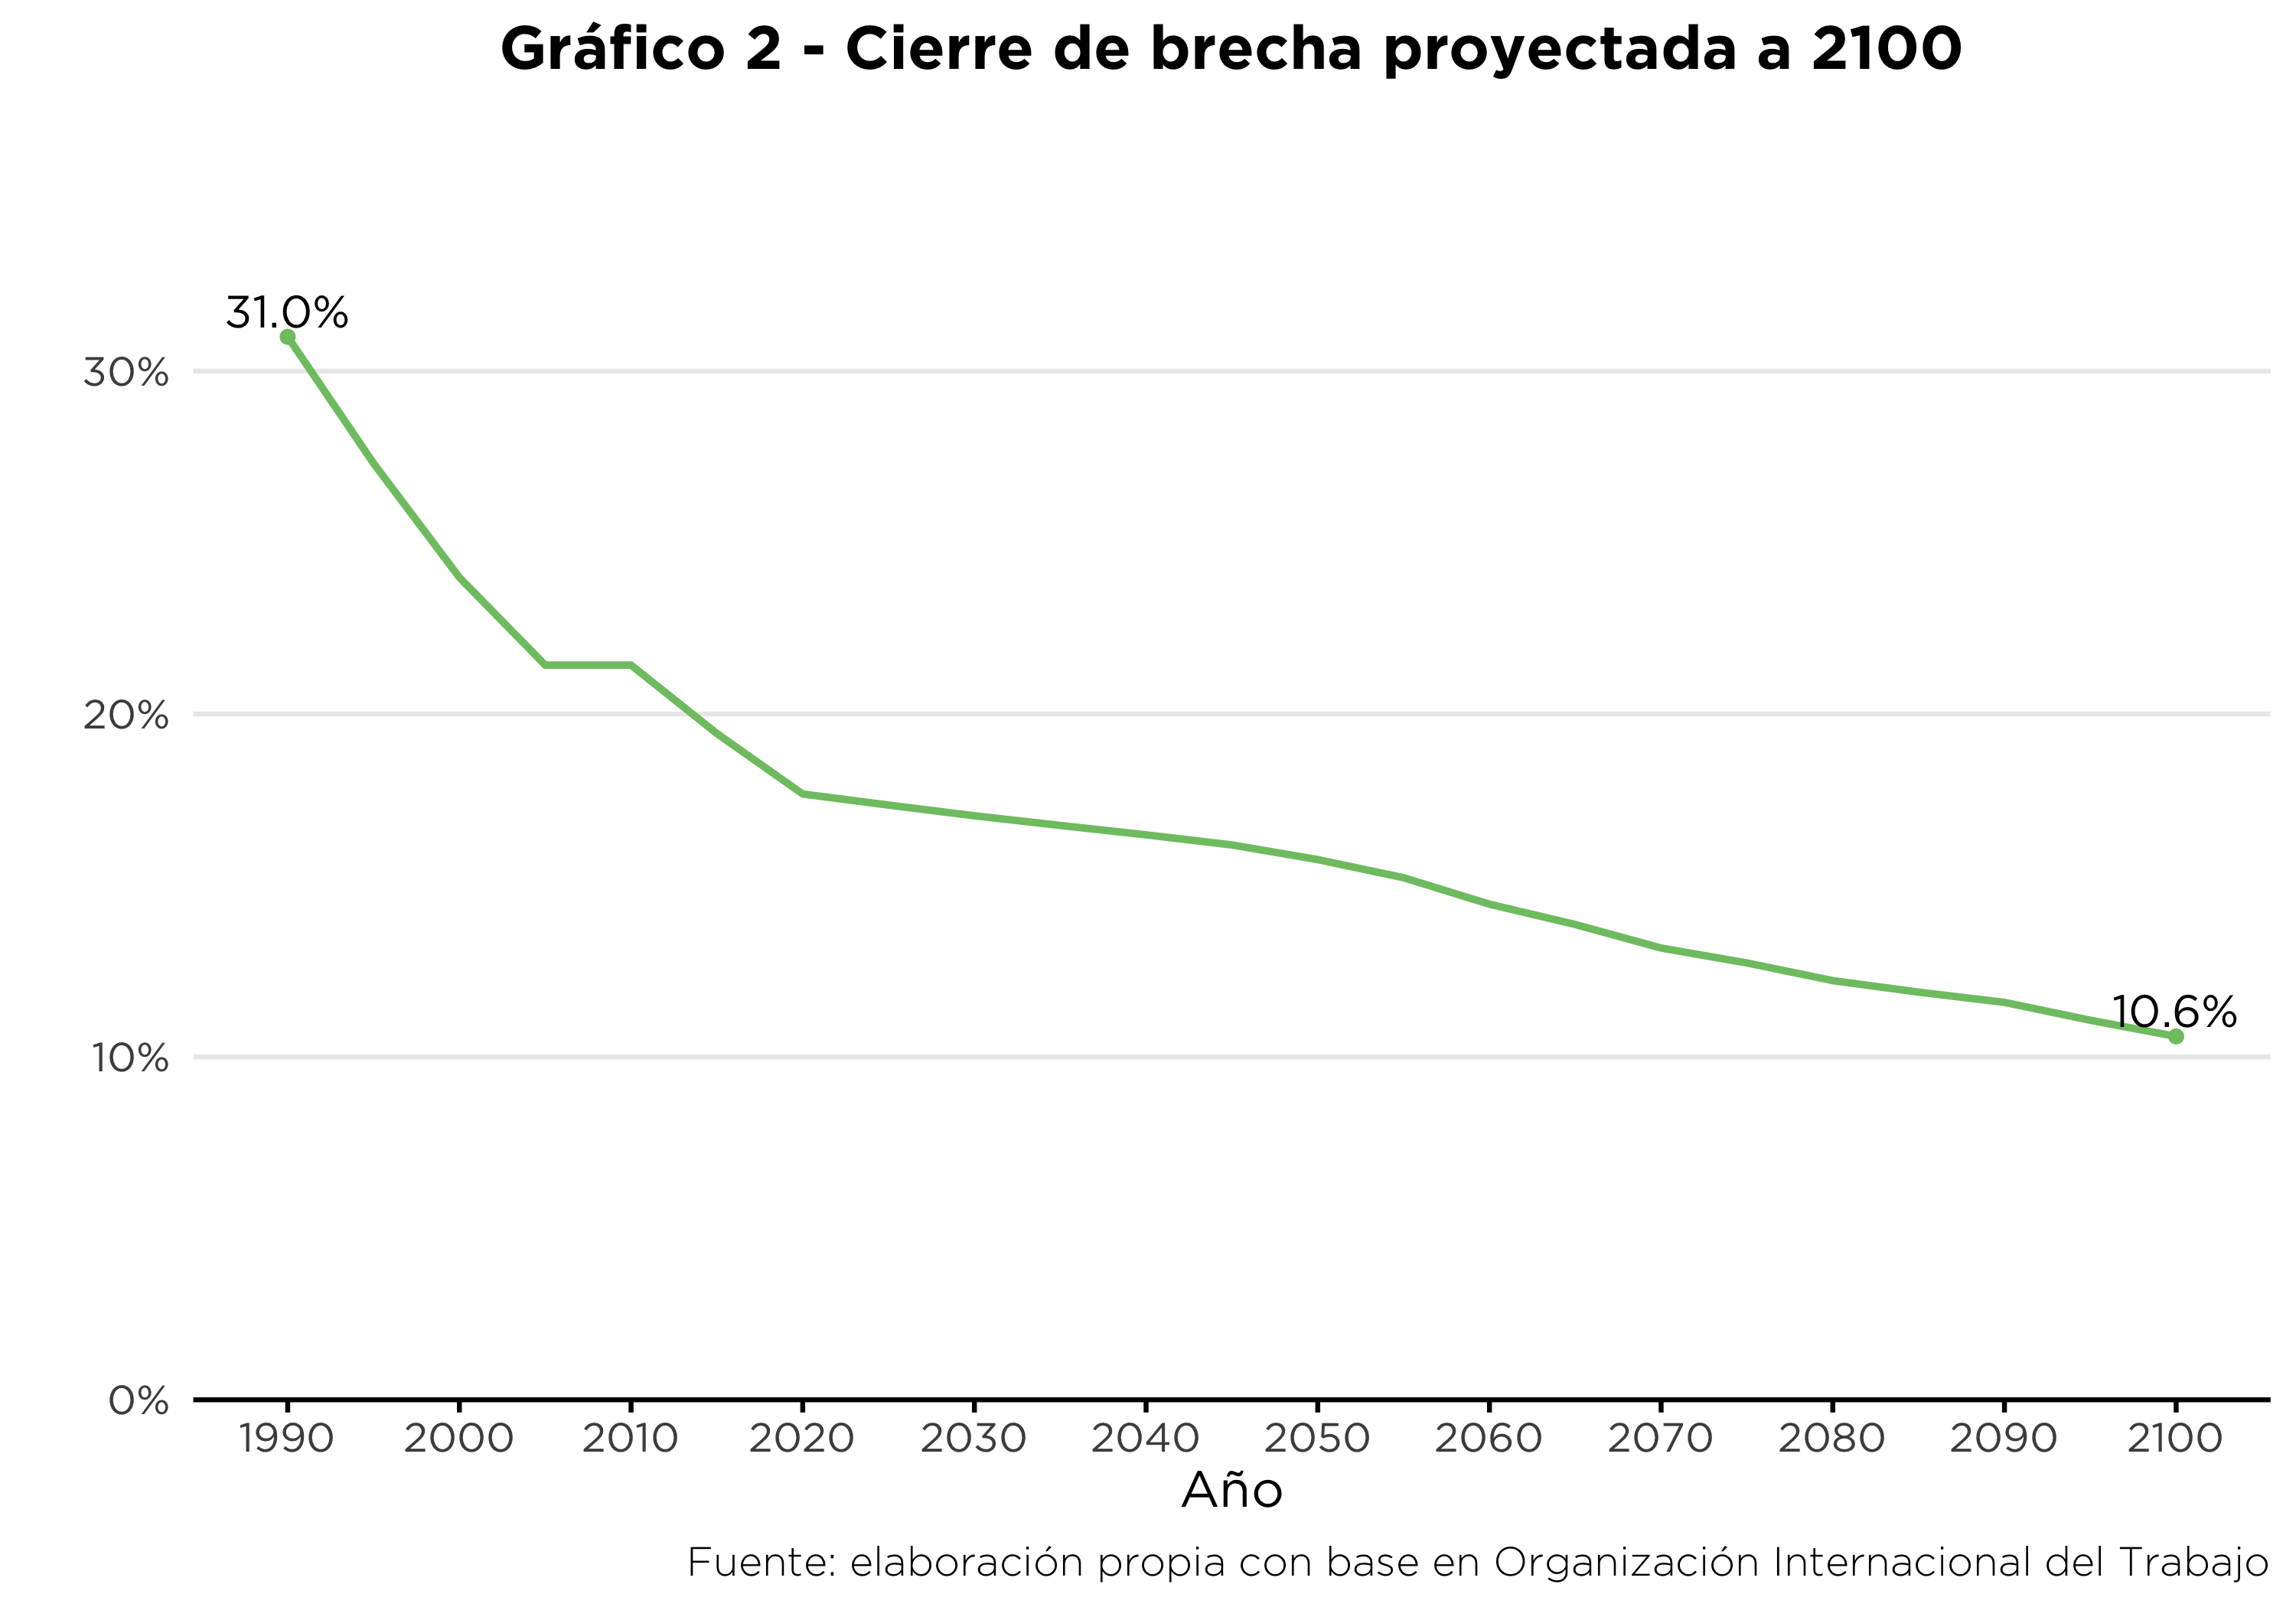 Gráfico 2 - Cierre de brecha proyectada a 2100
31.0%
30%
20%
10.6%
10%
0%
1990 2000 2010 2020 2030 2040 2050 2060 2070 2080 2090 2100
Año
Fuente: elaboración propia con base en Organización Internacional del Trabajo